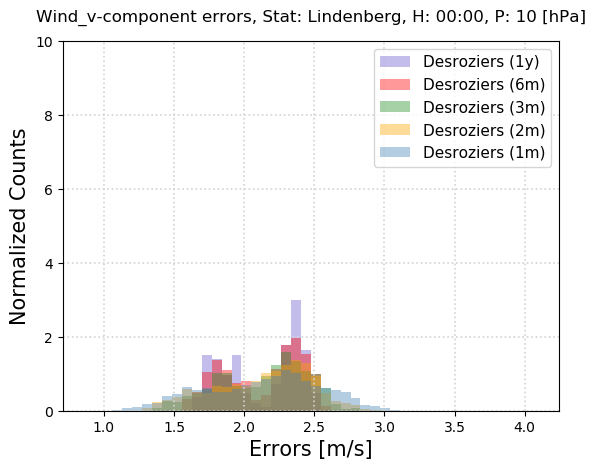 Wind_v-component errors, Stat: Lindenberg, H: 00:00, P: 10 [hPa]
Desroziers (1y)
Desroziers (6m)
Desroziers (3m)
Desroziers (2m)
Desroziers (1m)
Normalized Counts
10
8
6
4
2
0
1.0 1.5 2.0 2.5 3.0 3.5 4.0
Errors [m/s]